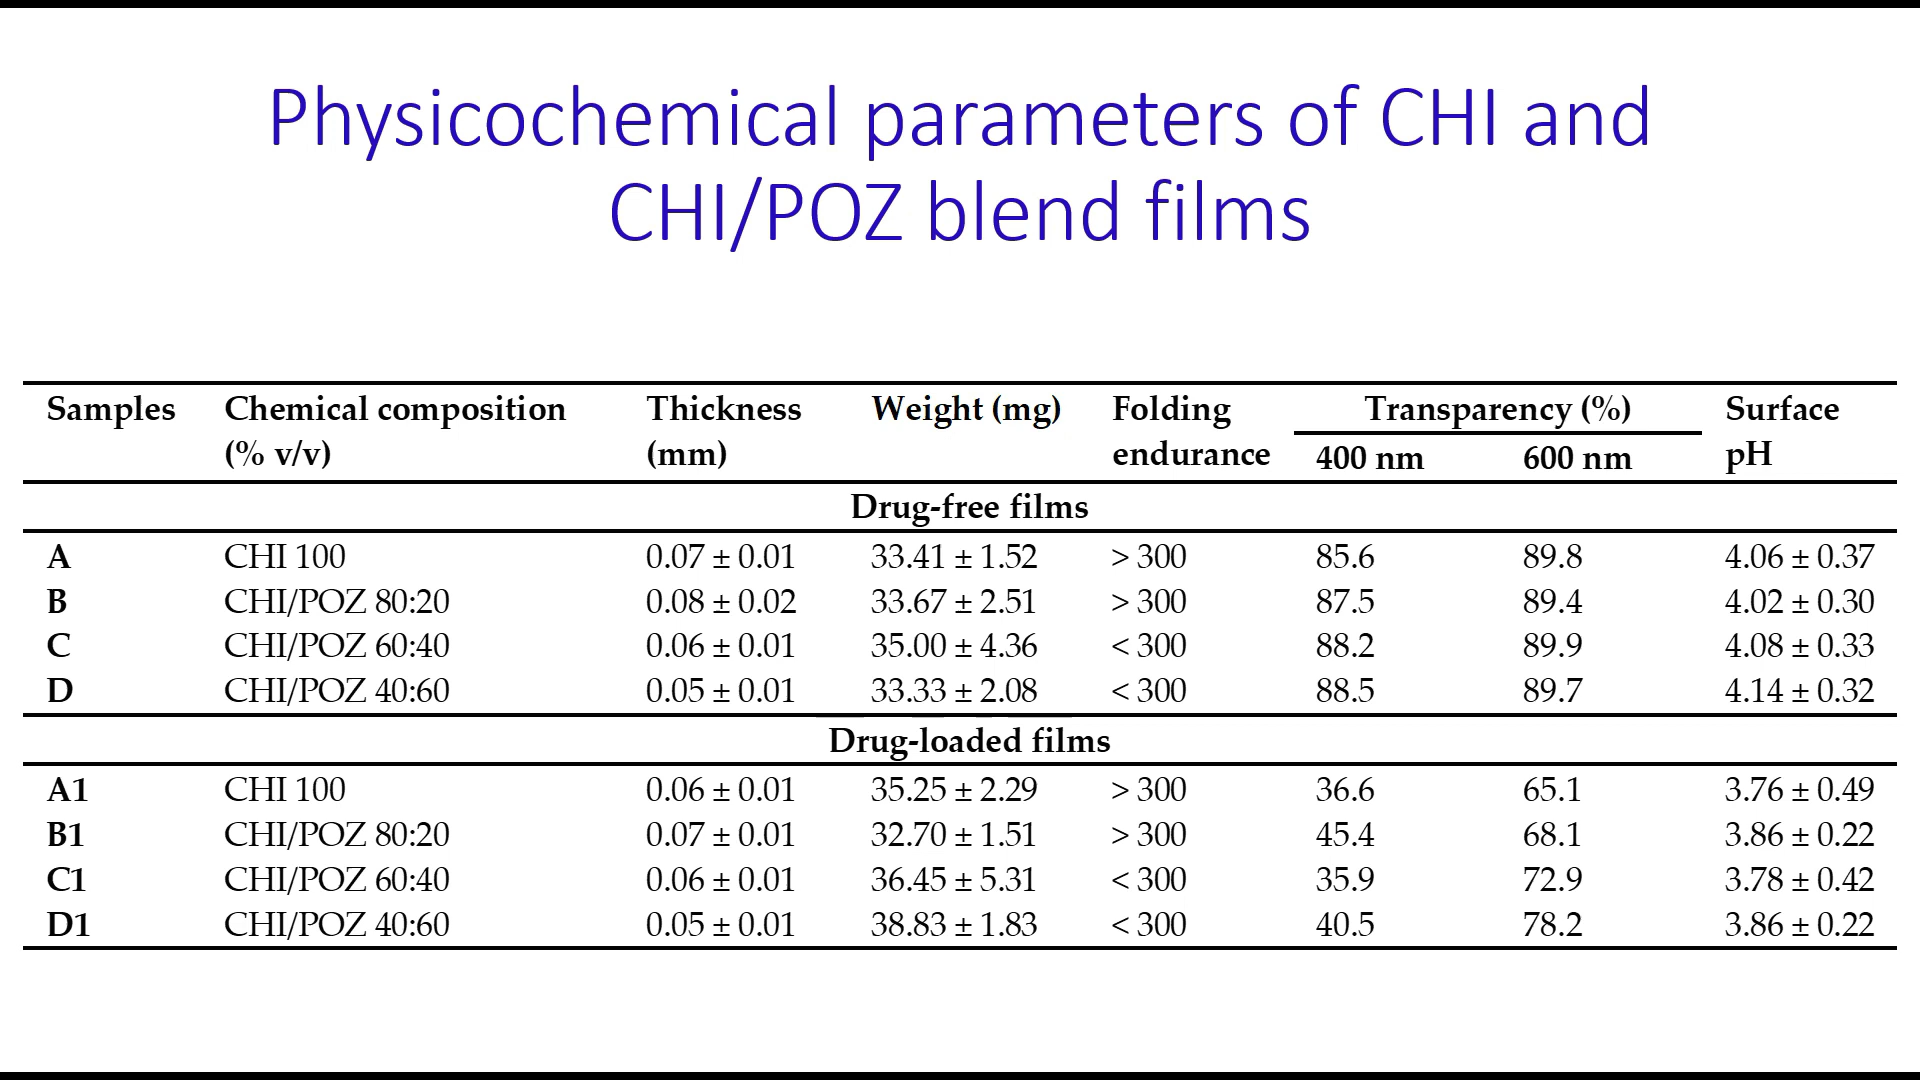 Physicochemical parameters of CHI and
CHI/POZ blend films
Samples Chemical composition (% v/v) Thickness (mm) Weight (mg) Folding endurance Transparency (%) 400 nm 600 nm Surface pH
Drug-free films
A CHI 100 0.07 ± 0.01 33.41 ± 1.52 > 300 85.6 89.8 4.06 ± 0.37
B CHI/POZ 80:20 0.08 ± 0.02 33.67 ± 2.51 > 300 87.5 89.4 4.02 ± 0.30
C CHI/POZ 60:40 0.06 ± 0.01 35.00 ± 4.36 < 300 88.2 89.9 4.08 ± 0.33
D CHI/POZ 40:60 0.05 ± 0.01 33.33 ± 2.08 < 300 88.5 89.7 4.14 ± 0.32
Drug-loaded films
A1 CHI 100 0.06 ± 0.01 35.25 ± 2.29 > 300 36.6 65.1 3.76 ± 0.49
B1 CHI/POZ 80:20 0.07 ± 0.01 32.70 ± 1.51 > 300 45.4 68.1 3.86 ± 0.22
C1 CHI/POZ 60:40 0.06 ± 0.01 36.45 ± 5.31 < 300 35.9 72.9 3.78 ± 0.42
D1 CHI/POZ 40:60 0.05 ± 0.01 38.83 ± 1.83 < 300 40.5 78.2 3.86 ± 0.22